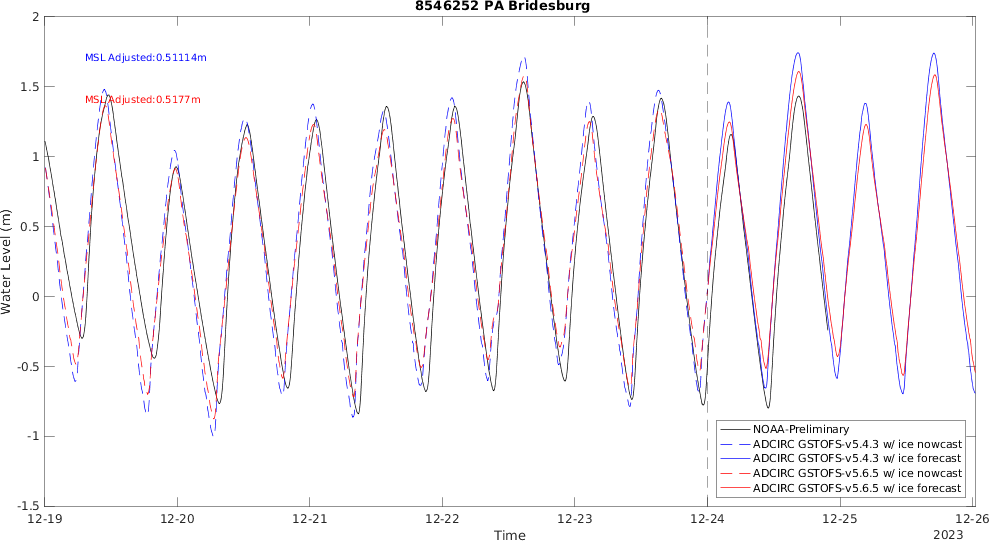 8546252 PA Bridesburg
MSL Adjusted:0.51114m
MSL Adjusted:0.5177m
Water Level (m)
2
1.5
1
0.5
0
-0.5
-1
-1.5
NOAA-Preliminary
ADCIRC GSTOFS-v5.4.3 w/ ice nowcast
ADCIRC GSTOFS-v5.4.3 w/ ice forecast
ADCIRC GSTOFS-v5.6.5 w/ ice nowcast
ADCIRC GSTOFS-v5.6.5 w/ ice forecast
12-19 12-20 12-21 12-22 12-23 12-24 12-25 12-26
Time
2023